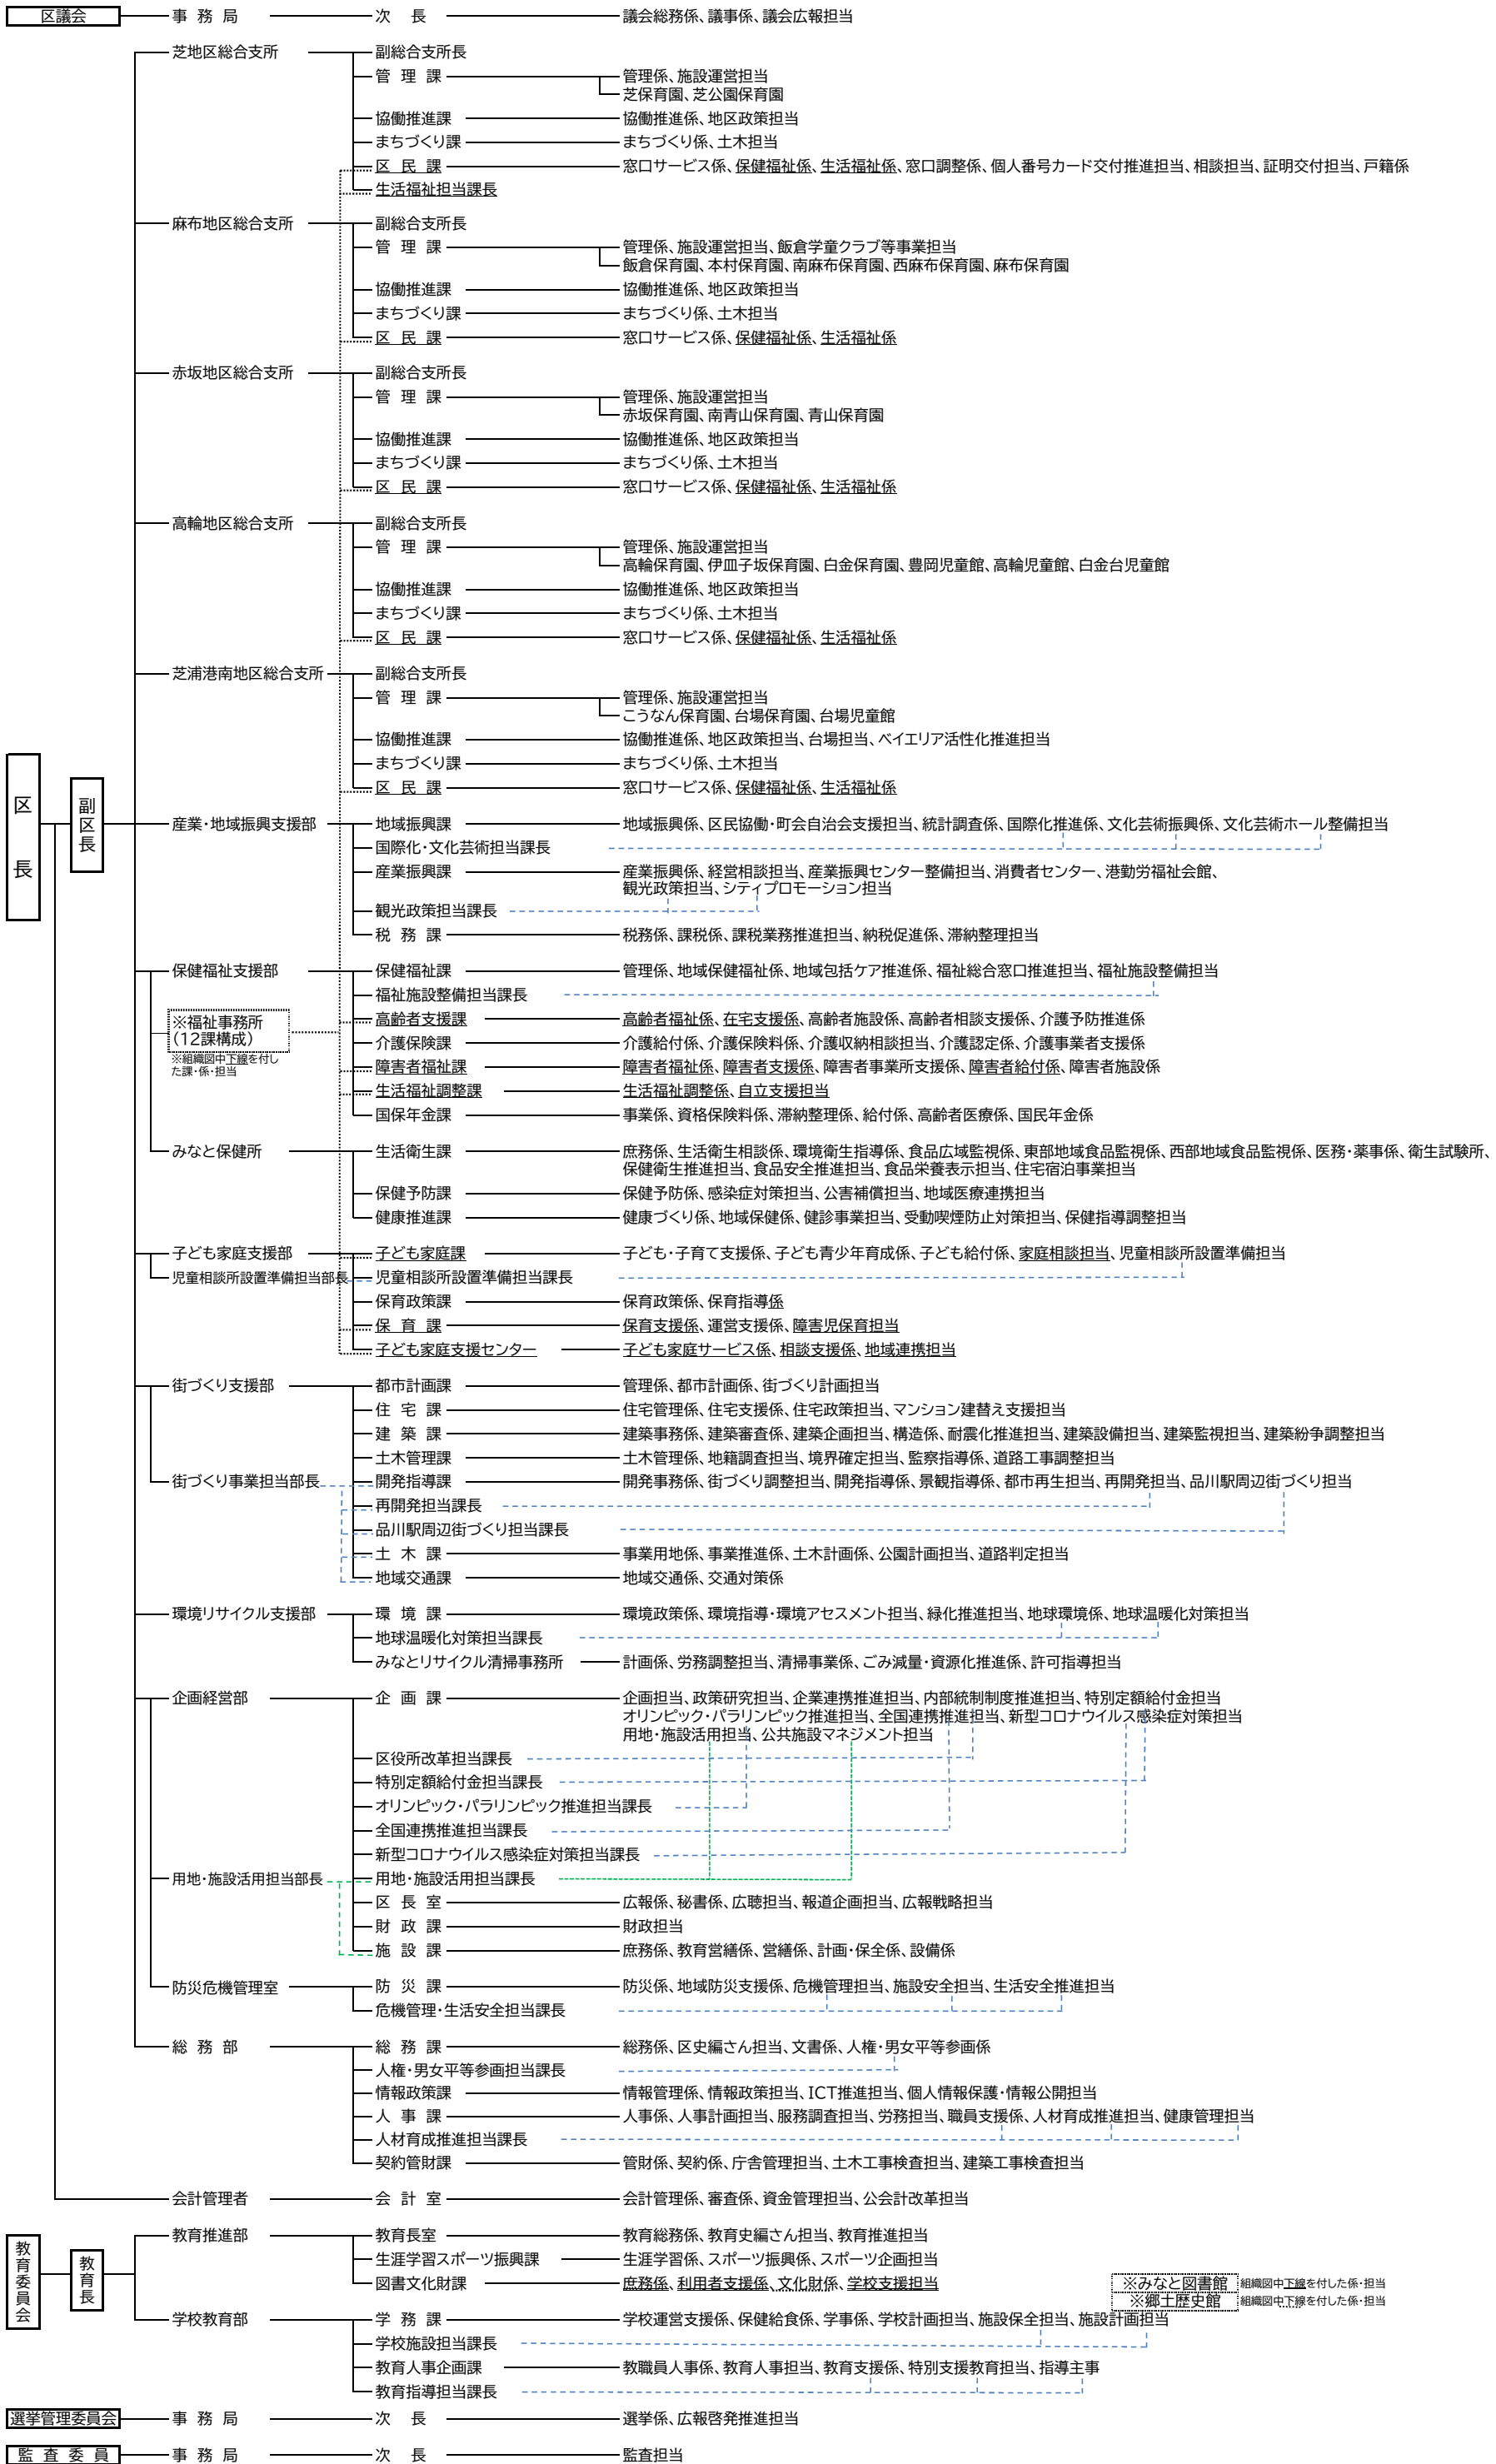 区議会 事務局 次長 議会総務係、議事係、議会広報担当
芝地区総合支所 副総合支所長
管理課 管理係、施設運営担当
芝保育園、芝公園保育園
協働推進課 協働推進係、地区政策担当
まちづくり課 まちづくり係、土木担当
区民課 窓口サービス係、保健福祉係、生活福祉係、窓口調整係、個人番号カード交付推進担当、相談担当、証明交付担当、戸籍係
生活福祉担当課長
麻布地区総合支所 副総合支所長
管理課 管理係、施設運営担当、飯倉学童クラブ等事業担当
飯倉保育園、本村保育園、南麻布保育園、西麻布保育園、麻布保育園
協働推進課 協働推進係、地区政策担当
まちづくり課 まちづくり係、土木担当
区民課 窓口サービス係、保健福祉係、生活福祉係
赤坂地区総合支所 副総合支所長
管理課 管理係、施設運営担当
赤坂保育園、南青山保育園、青山保育園
協働推進課 協働推進係、地区政策担当
まちづくり課 まちづくり係、土木担当
区民課 窓口サービス係、保健福祉係、生活福祉係
高輪地区総合支所 副総合支所長
管理課 管理係、施設運営担当
高輪保育園、伊皿子坂保育園、白金保育園、豊岡児童館、高輪児童館、白金台児童館
協働推進課 協働推進係、地区政策担当
まちづくり課 まちづくり係、土木担当
区民課 窓口サービス係、保健福祉係、生活福祉係
芝浦港南地区総合支所 副総合支所長
管理課 管理係、施設運営担当
こうなん保育園、台場保育園、台場児童館
協働推進課 協働推進係、地区政策担当、台場担当、ベイエリア活性化推進担当
まちづくり課 まちづくり係、土木担当
区民課 窓口サービス係、保健福祉係、生活福祉係
区長 副区長 産業・地域振興支援部 地域振興課 地域振興係、区民協働・町会自治会支援担当、統計調査係、国際化推進係、文化芸術振興係、文化芸術ホール整備担当
国際化・文化芸術担当課長
産業振興課 産業振興係、経営相談担当、産業振興センター整備担当、消費者センター、港勤労福祉会館、
観光政策担当、シティプロモーション担当
観光政策担当課長
税務課 税務係、課税係、課税業務推進担当、納税促進係、滞納整理担当
保健福祉支援部 保健福祉課 管理係、地域保健福祉係、地域包括ケア推進係、福祉総合窓口推進担当、福祉施設整備担当
福祉施設整備担当課長
※福祉事務所 高齢者支援課 高齢者福祉係、在宅支援係、高齢者施設係、高齢者相談支援係、介護予防推進係
（12課構成） 介護保険課 介護給付係、介護保険料係、介護収納相談担当、介護認定係、介護事業者支援係
※組織図中下線を付し
た課・係・担当 障害者福祉課 障害者福祉係、障害者支援係、障害者事業所支援係、障害者給付係、障害者施設係
生活福祉調整課 生活福祉調整係、自立支援担当
国保年金課 事業係、資格保険料係、滞納整理係、給付係、高齢者医療係、国民年金係
みなと保健所 生活衛生課 庶務係、生活衛生相談係、環境衛生指導係、食品広域監視係、東部地域食品監視係、西部地域食品監視係、医務・薬事係、衛生試験所、
保健衛生推進担当、食品安全推進担当、食品栄養表示担当、住宅宿泊事業担当
保健予防課 保健予防係、感染症対策担当、公害補償担当、地域医療連携担当
健康推進課 健康づくり係、地域保健係、健診事業担当、受動喫煙防止対策担当、保健指導調整担当
子ども家庭支援部 子ども家庭課 子ども・子育て支援係、子ども青少年育成係、子ども給付係、家庭相談担当、児童相談所設置準備担当
児童相談所設置準備担当部長 児童相談所設置準備担当課長
保育政策課 保育政策係、保育指導係
保育課 保育支援係、運営支援係、障害児保育担当
子ども家庭支援センター 子ども家庭サービス係、相談支援係、地域連携担当
街づくり支援部 都市計画課 管理係、都市計画係、街づくり計画担当
住宅課 住宅管理係、住宅支援係、住宅政策担当、マンション建替え支援担当
建築課 建築事務係、建築審査係、建築企画担当、構造係、耐震化推進担当、建築設備担当、建築監視担当、建築紛争調整担当
土木管理課 土木管理係、地籍調査担当、境界確定担当、監察指導係、道路工事調整担当
街づくり事業担当部長 開発指導課 開発事務係、街づくり調整担当、開発指導係、景観指導係、都市再生担当、再開発担当、品川駅周辺街づくり担当
再開発担当課長
品川駅周辺街づくり担当課長
土木課 事業用地係、事業推進係、土木計画係、公園計画担当、道路判定担当
地域交通課 地域交通係、交通対策係
環境リサイクル支援部 環境課 環境政策係、環境指導・環境アセスメント担当、緑化推進担当、地球環境係、地球温暖化対策担当
地球温暖化対策担当課長
みなとリサイクル清掃事務所 計画係、労務調整担当、清掃事業係、ごみ減量・資源化推進係、許可指導担当
企画経営部 企画課 企画担当、政策研究担当、企業連携推進担当、内部統制制度推進担当、特別定額給付金担当
オリンピック・パラリンピック推進担当、全国連携推進担当、新型コロナウイルス感染症対策担当
用地・施設活用担当、公共施設マネジメント担当
区役所改革担当課長
特別定額給付金担当課長
オリンピック・パラリンピック推進担当課長
全国連携推進担当課長
新型コロナウイルス感染症対策担当課長
用地・施設活用担当部長 用地・施設活用担当課長
区長室 広報係、秘書係、広聴担当、報道企画担当、広報戦略担当
財政課 財政担当
施設課 庶務係、教育営繕係、営繕係、計画・保全係、設備係
防災危機管理室 防災課 防災係、地域防災支援係、危機管理担当、施設安全担当、生活安全推進担当
危機管理・生活安全担当課長
総務部 総務課 総務係、区史編さん担当、文書係、人権・男女平等参画係
人権・男女平等参画担当課長
情報政策課 情報管理係、情報政策担当、ICT推進担当、個人情報保護・情報公開担当
人事課 人事係、人事計画担当、服務調査担当、労務担当、職員支援係、人材育成推進担当、健康管理担当
人材育成推進担当課長
契約管財課 管財係、契約係、庁舎管理担当、土木工事検査担当、建築工事検査担当
会計管理者 会計室 会計管理係、審査係、資金管理担当、公会計改革担当
教育委員会 教育長 教育推進部 教育長室 教育総務係、教育史編さん担当、教育推進担当
生涯学習スポーツ振興課 生涯学習係、スポーツ振興係、スポーツ企画担当
図書文化財課 庶務係、利用者支援係、文化財係、学校支援担当
※みなと図書館 組織図中下線を付した係・担当
※郷土歴史館 組織図中下線を付した係・担当
学校教育部 学務課 学校運営支援係、保健給食係、学事係、学校計画担当、施設保全担当、施設計画担当
学校施設担当課長
教育人事企画課 教職員人事係、教育人事担当、教育支援係、特別支援教育担当、指導主事
教育指導担当課長
選挙管理委員会 事務局 次長 選挙係、広報啓発推進担当
監査委員 事務局 次長 監査担当